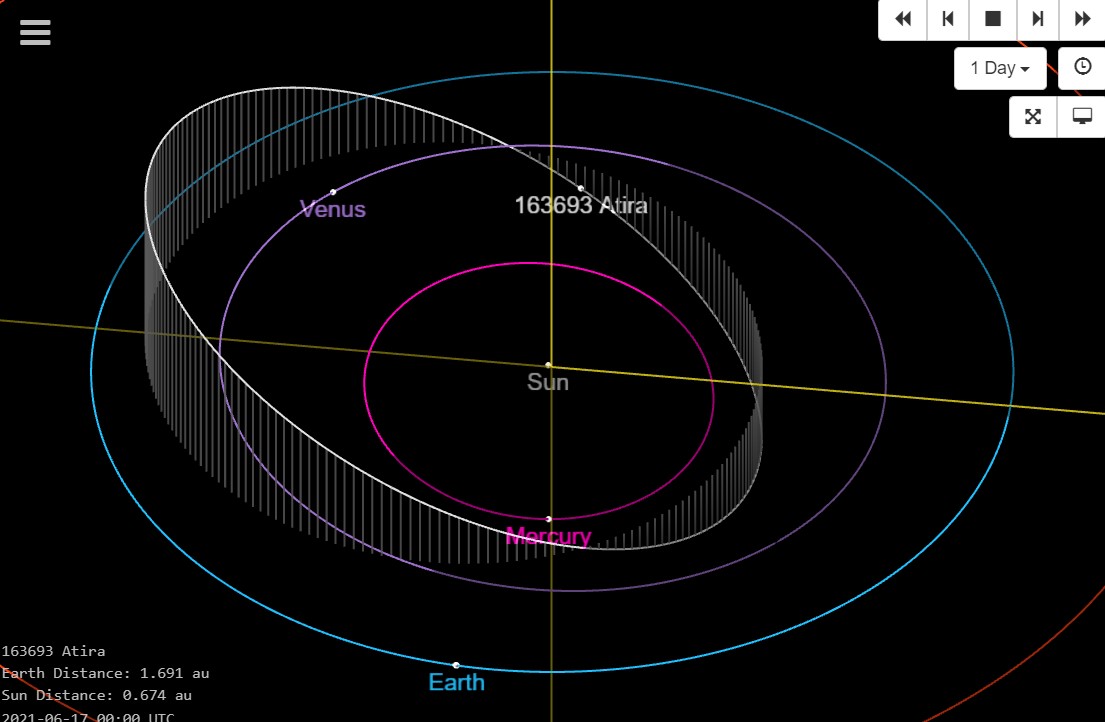 1 Day
Venus
163693 Atira
Sun
Mercury
Earth
163693 Atira
Earth Distance: 1.691 au
Sun Distance: 0.674 au
2021-06-17 00:00 UTC